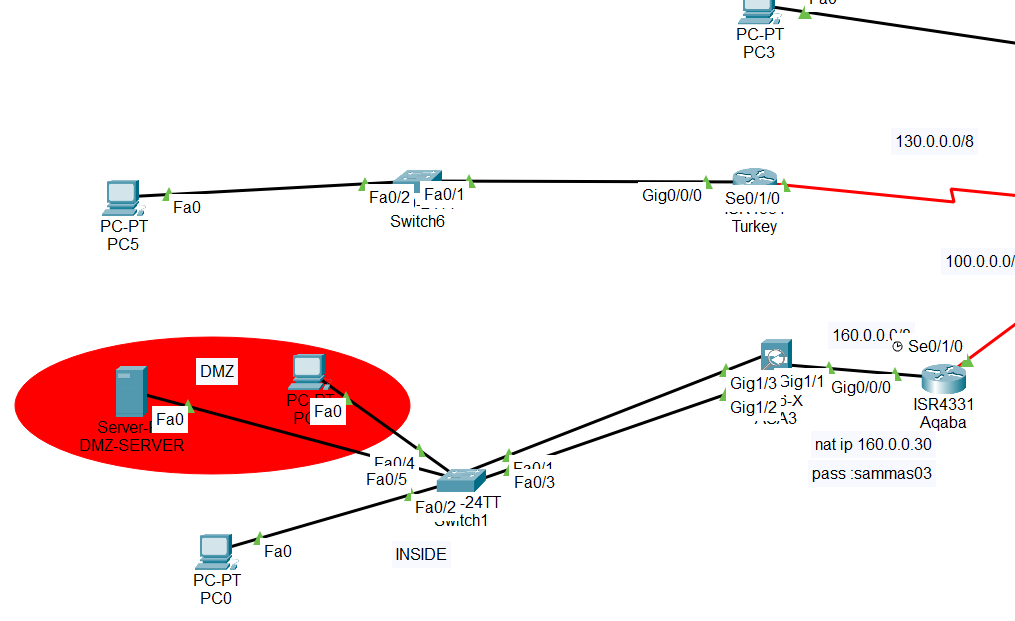 Fa0
PC-PT
PC3
130.0.0.0/8
Fa0
Fa0/2
Fa0/1
Gig0/0/0
Se0/1/0
PC-PT
PC5
Switch6
Turkey
100.0.0.0/
160.0.0.0/8
Se0/1/0
DMZ
Gig1/3
Gig1/1
Gig0/0/0
Fa0
Fa0
Gig1/2
ISR4331
Aqaba
DMZ-SERVER
nat ip 160.0.0.30
Fa0/4
Fa0/1
pass :sammas03
Fa0/5
Fa0/3
Fa0/2
-24TT
Switch1
Fa0
INSIDE
PC-PT
PC0